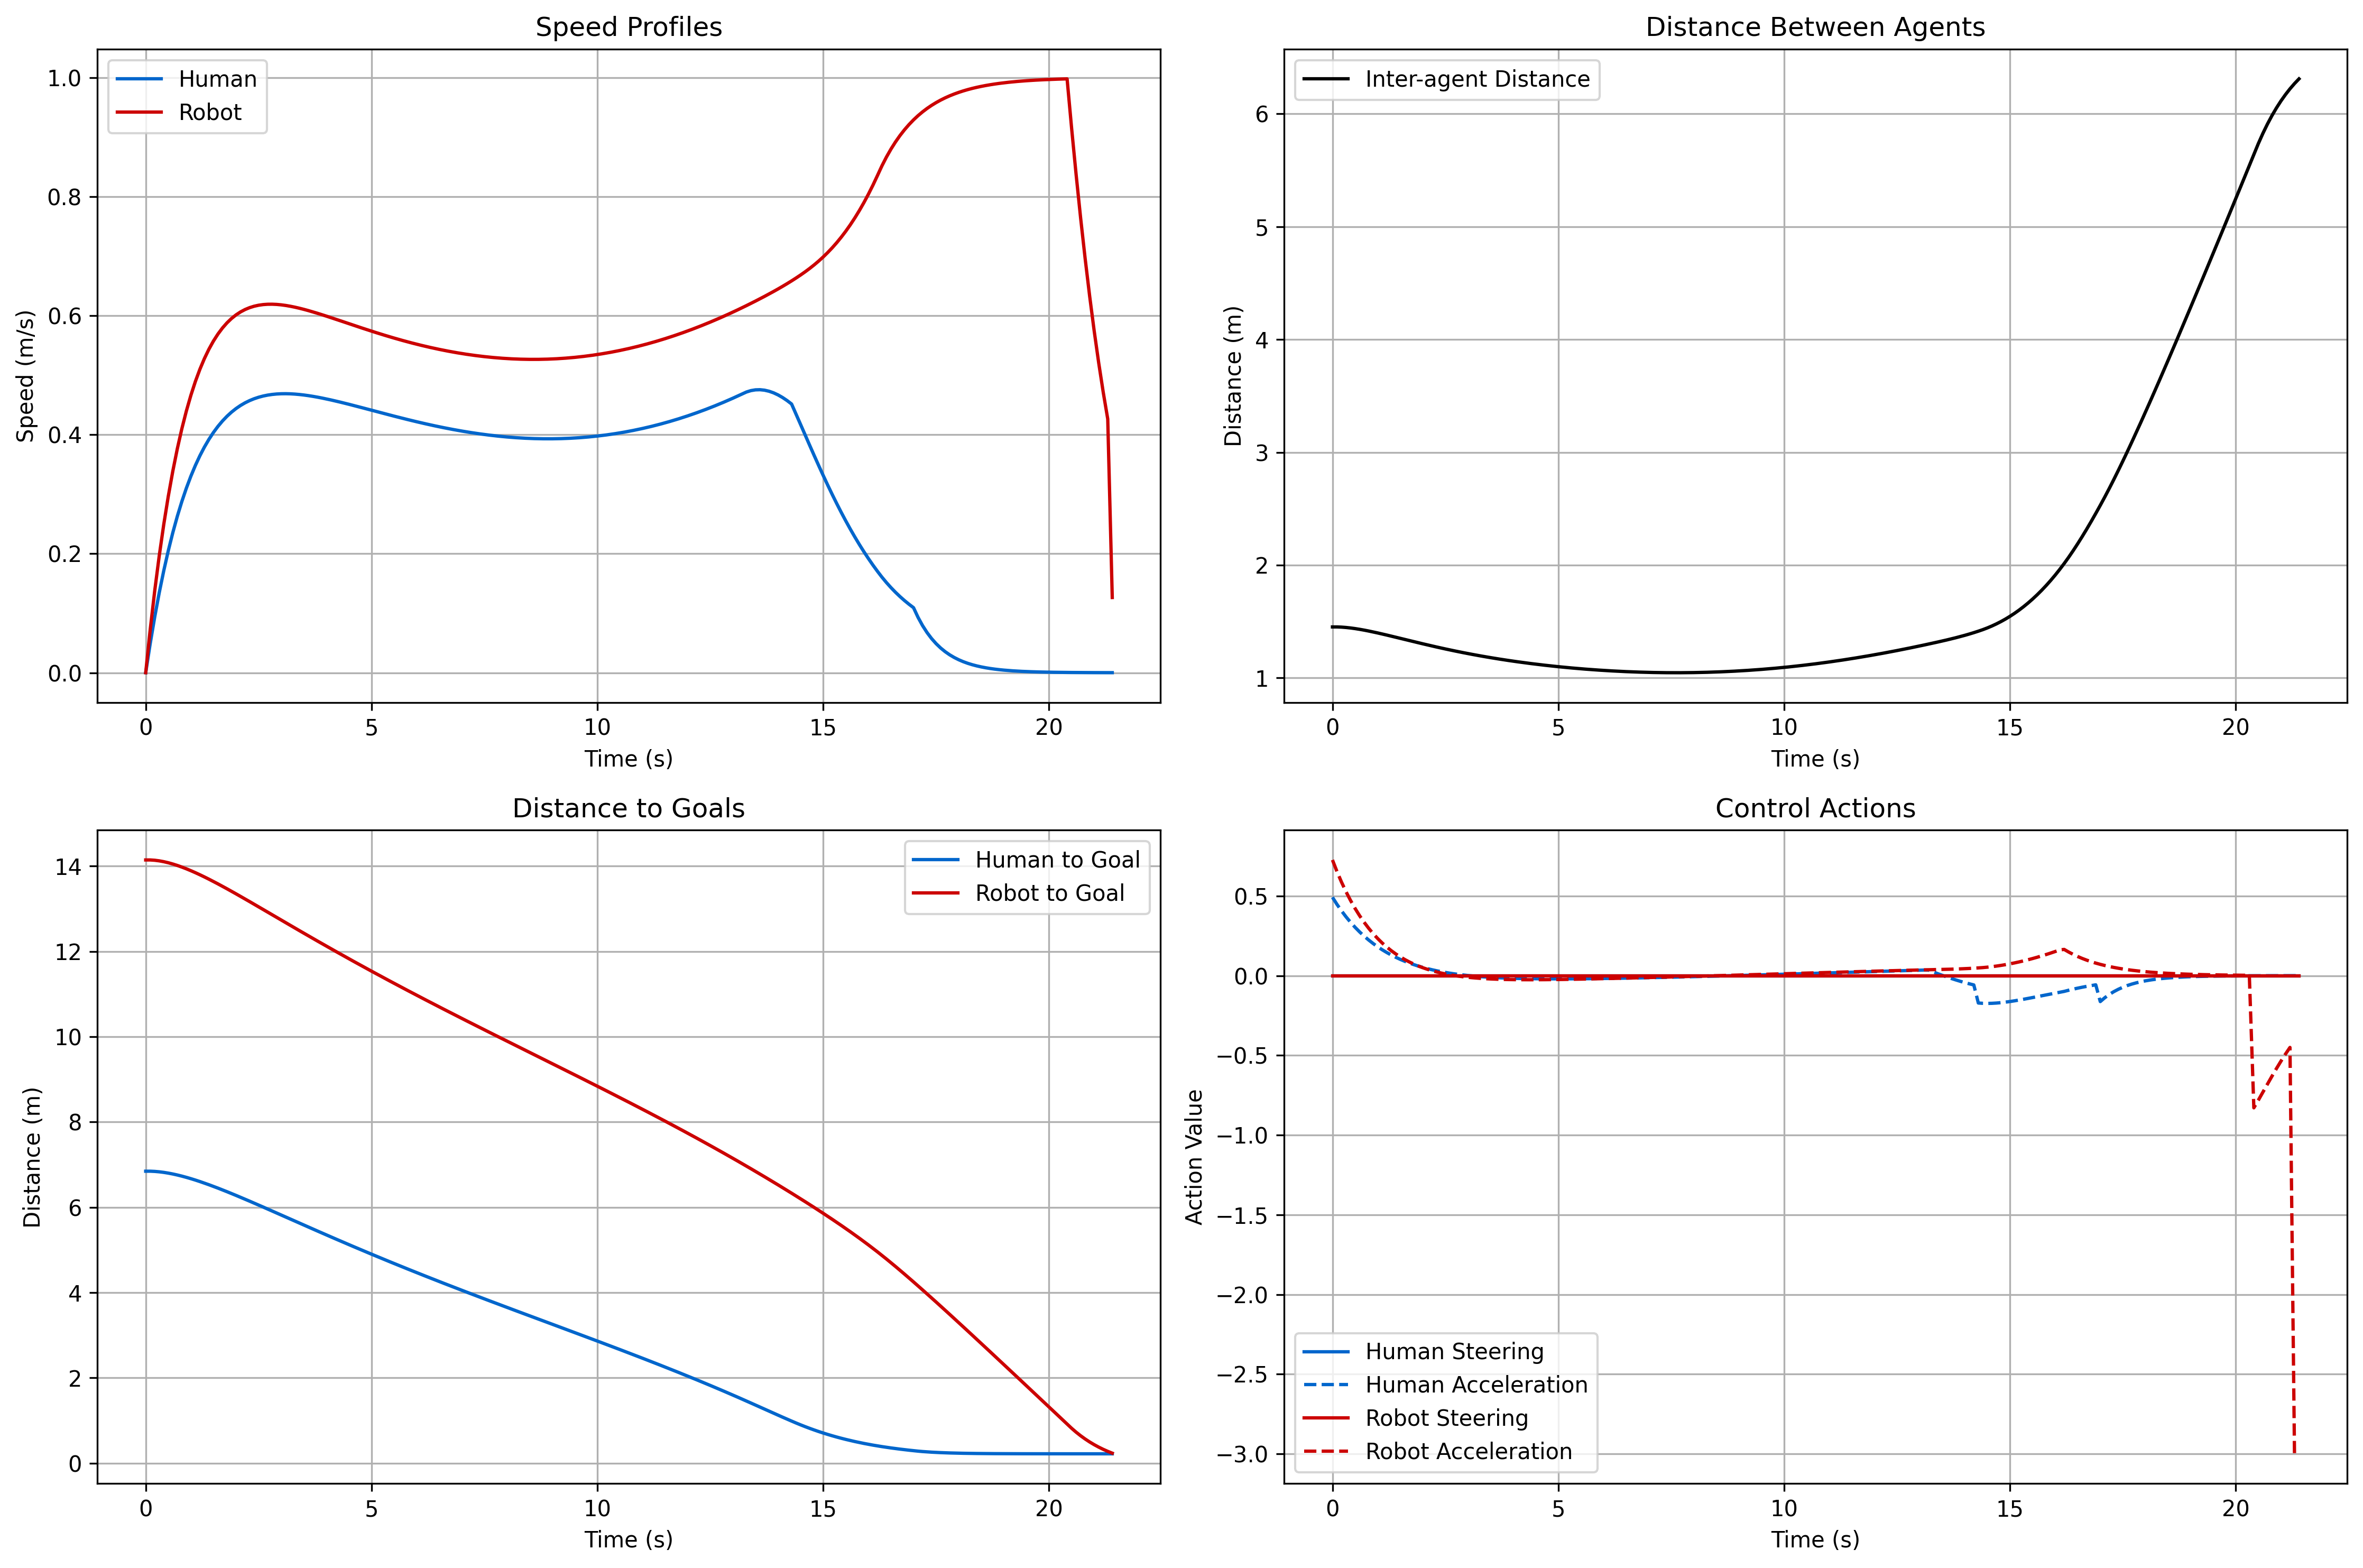 Speed Profiles
Human
Robot
1.0
0.8
0.6
0.4
0.2
0.0
Speed (m/s)
0 5 10 15 20
Time (s)
Distance Between Agents
Inter-agent Distance
6
5
4
3
2
1
Distance (m)
0 5 10 15 20
Time (s)
Distance to Goals
Human to Goal
Robot to Goal
14
12
10
8
6
4
2
0
Distance (m)
0 5 10 15 20
Time (s)
Control Actions
0.5
0.0
−0.5
−1.0
−1.5
−2.0
−2.5
−3.0
Action Value
Human Steering
Human Acceleration
Robot Steering
Robot Acceleration
0 5 10 15 20
Time (s)